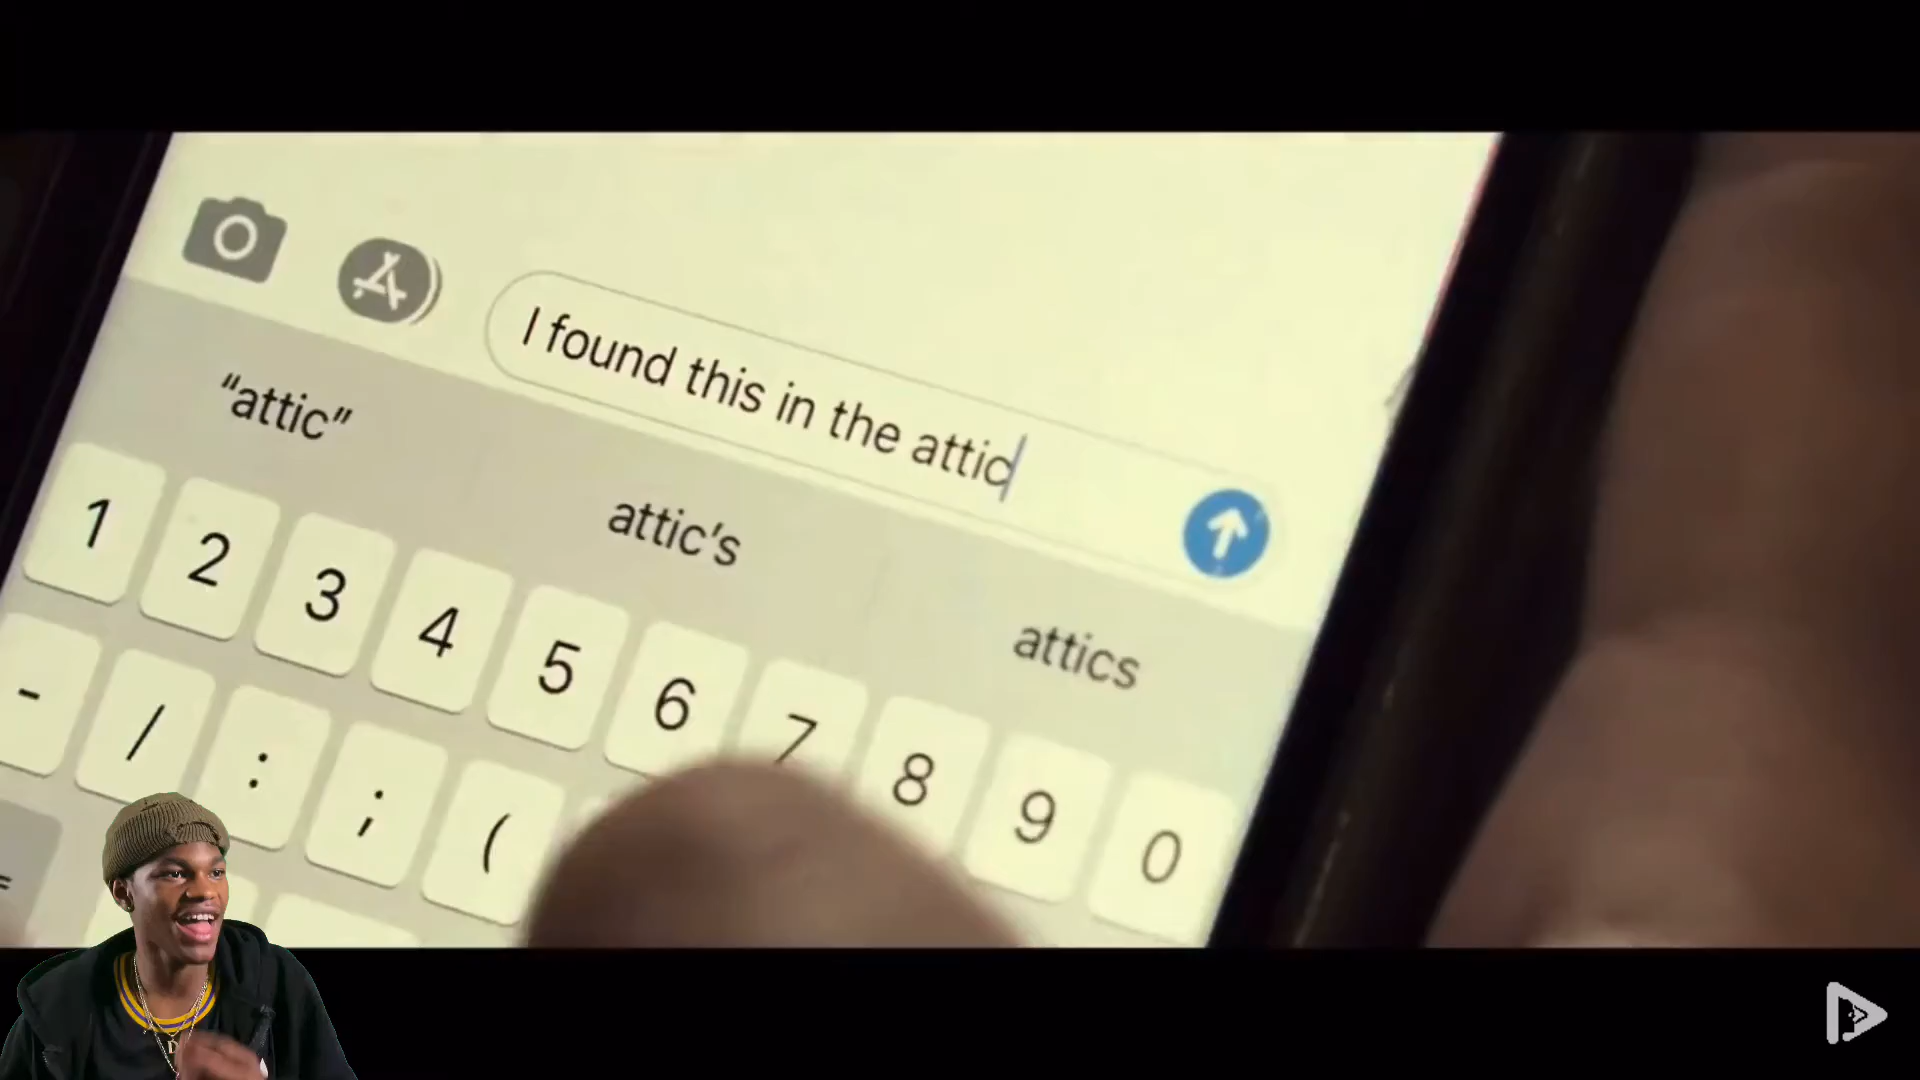 I found this in the attic
“attic”
attic’s
attics
1 2 3 4 5 6 7 8 9 0
- / : ; (
=
D